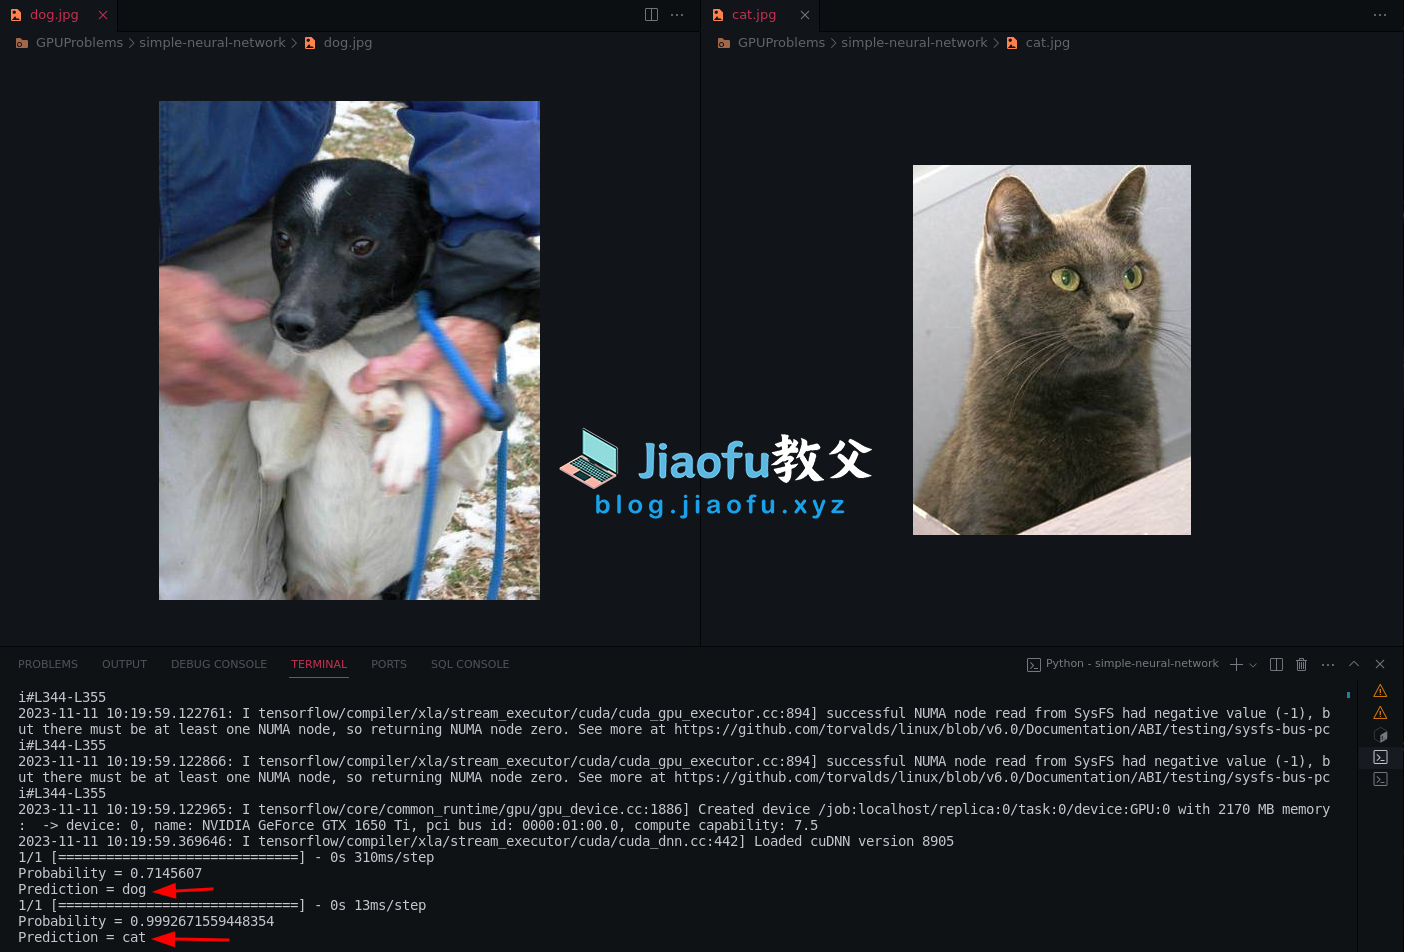 dog.jpg
GPUProblems simple-neural-network dog.jpg
cat.jpg
GPUProblems simple-neural-network cat.jpg
Jiaofu教父
blog.jiaofu.xyz
PROBLEMS OUTPUT DEBUG CONSOLE TERMINAL PORTS SQL CONSOLE
Python - simple-neural-network
i#L344-L355
2023-11-11 10:19:59.122761: I tensorflow/compiler/xla/stream_executor/cuda/cuda_gpu_executor.cc:894] successful NUMA node read from SysFS had negative value (-1), b
ut there must be at least one NUMA node, so returning NUMA node zero. See more at https://github.com/torvalds/linux/blob/v6.0/Documentation/ABI/testing/sysfs-bus-pc
i#L344-L355
2023-11-11 10:19:59.122866: I tensorflow/compiler/xla/stream_executor/cuda/cuda_gpu_executor.cc:894] successful NUMA node read from SysFS had negative value (-1), b
ut there must be at least one NUMA node, so returning NUMA node zero. See more at https://github.com/torvalds/linux/blob/v6.0/Documentation/ABI/testing/sysfs-bus-pc
i#L344-L355
2023-11-11 10:19:59.122965: I tensorflow/core/common_runtime/gpu/gpu_device.cc:1886] Created device /job:localhost/replica:0/task:0/device:GPU:0 with 2170 MB memory
:  -> device: 0, name: NVIDIA GeForce GTX 1650 Ti, pci bus id: 0000:01:00.0, compute capability: 7.5
2023-11-11 10:19:59.369646: I tensorflow/compiler/xla/stream_executor/cuda/cuda_dnn.cc:442] Loaded cuDNN version 8905
1/1 [==============================] - 0s 310ms/step
Probability = 0.7145607
Prediction = dog
1/1 [==============================] - 0s 13ms/step
Probability = 0.9992671559448354
Prediction = cat